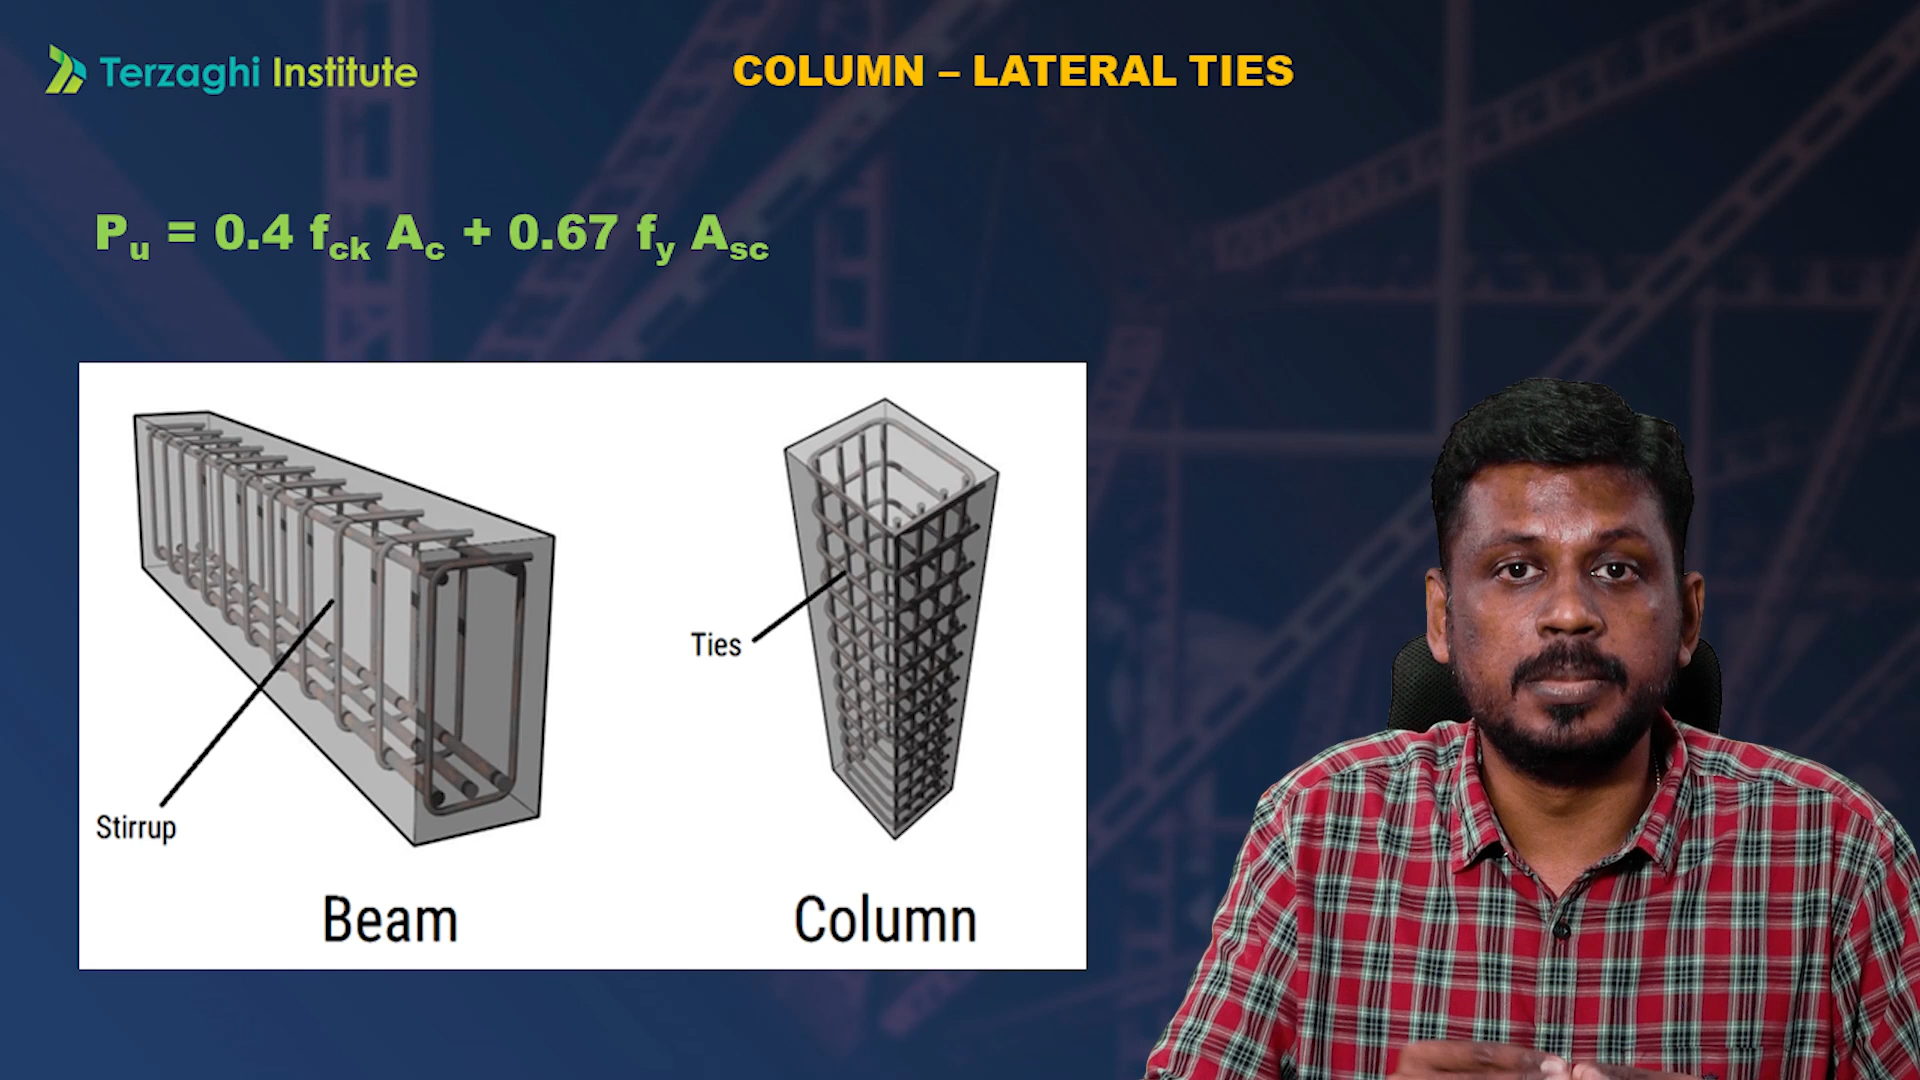 Terzaghi Institute
COLUMN – LATERAL TIES
Pu = 0.4 fck Ac + 0.67 fy Asc
Ties
Stirrup
Beam
Column